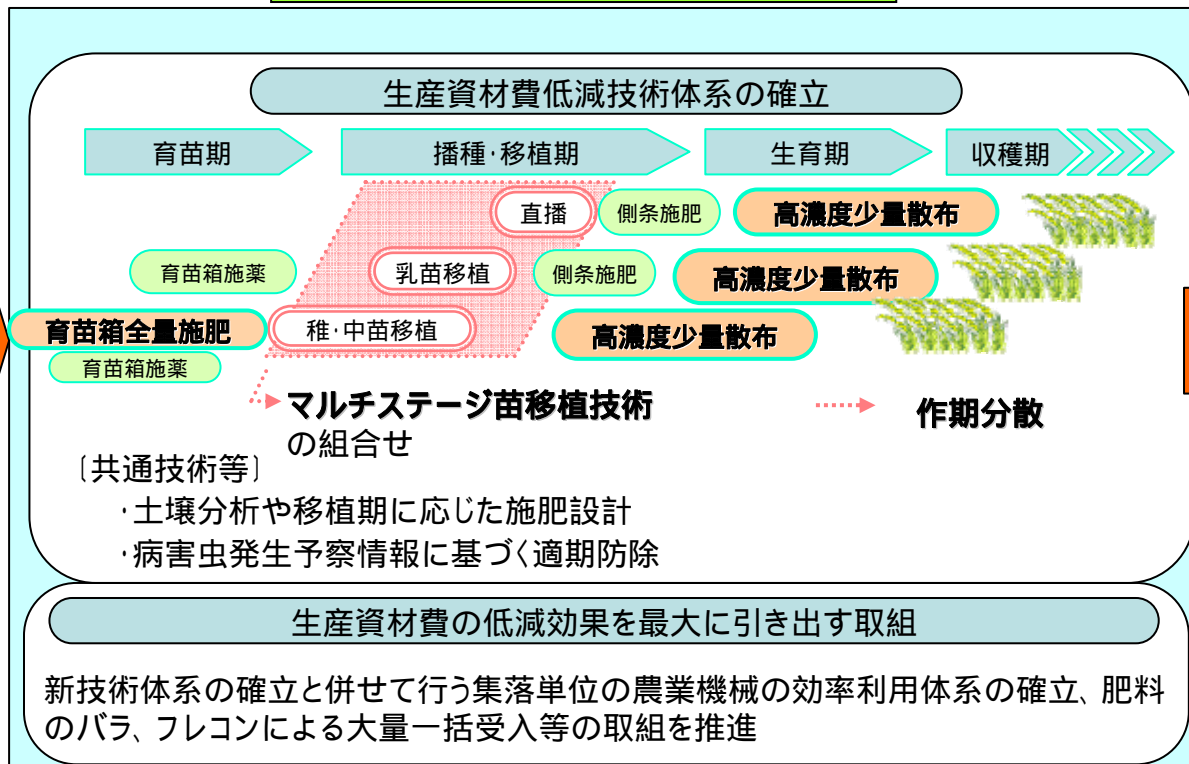 生産資材費低減技術体系の確立
育苗期 播種・移植期 生育期 収穫期
直播 側条施肥 高濃度少量散布
育苗箱施薬 乳苗移植 側条施肥 高濃度少量散布
育苗箱全量施肥 稚・中苗移植 高濃度少量散布
育苗箱施薬
マルチステージ苗移植技術 作期分散
の組合せ
〔共通技術等〕
・土壌分析や移植期に応じた施肥設計
・病害虫発生予察情報に基づく適期防除
生産資材費の低減効果を最大に引き出す取組
新技術体系の確立と併せて行う集落単位の農業機械の効率利用体系の確立、肥料
のバラ、フレコンによる大量一括受入等の取組を推進